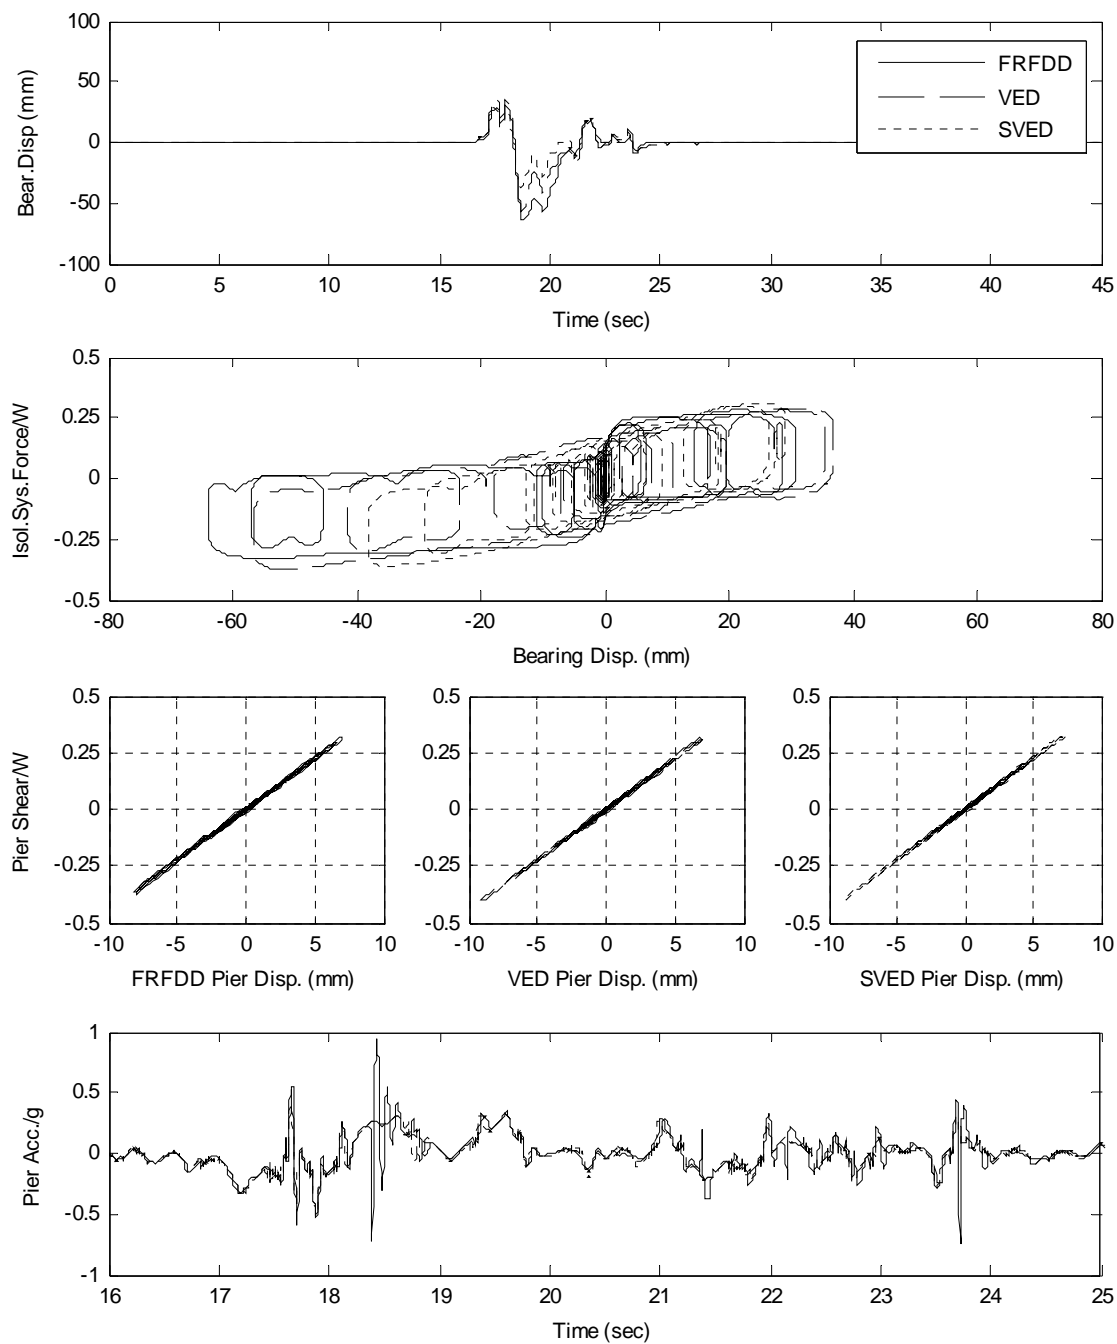 100
50
0
-50
-100
Bear.Disp (mm)
FRFDD
VED
SVED
0 5 10 15 20 25 30 35 40 45
Time (sec)
0.5
0.25
0
-0.25
-0.5
Isol.Sys.Force/W
-80 -60 -40 -20 0 20 40 60 80
Bearing Disp. (mm)
0.5 0.5 0.5
0.25 0.25 0.25
0 0 0
-0.25 -0.25 -0.25
-0.5 -0.5 -0.5
Pier Shear/W
-10 -5 0 5 10 -10 -5 0 5 10 -10 -5 0 5 10
FRFDD Pier Disp. (mm) VED Pier Disp. (mm) SVED Pier Disp. (mm)
1
0.5
0
-0.5
-1
Pier Acc./g
16 17 18 19 20 21 22 23 24 25
Time (sec)